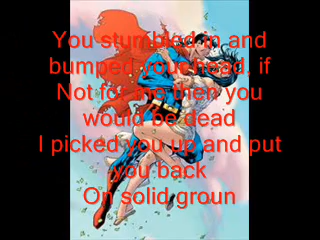 You stumbled in and
bumped your head, if
Not for me then you
would be dead
I picked you up and put
you back
On solid groun